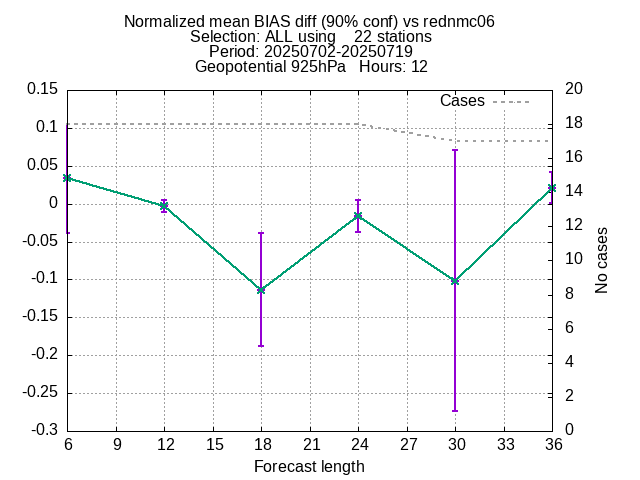 Normalized mean BIAS diff (90% conf) vs rednmc06
Selection: ALL using    22 stations
Period: 20250702-20250719
Geopotential 925hPa   Hours: 12
Cases
0.15
0.1
0.05
0
-0.05
-0.1
-0.15
-0.2
-0.25
-0.3
20
18
16
14
12
10
8
6
4
2
0
No cases
6 9 12 15 18 21 24 27 30 33 36
Forecast length